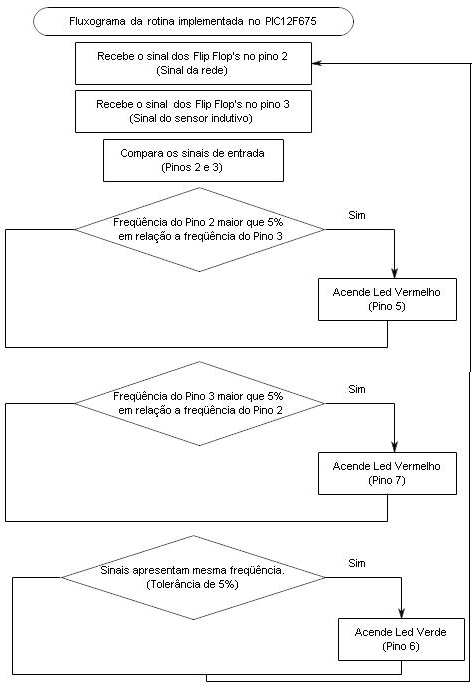 Fluxograma da rotina implementada no PIC12F675
Recebe o sinal dos Flip Flop's no pino 2
(Sinal da rede)
Recebe o sinal dos Flip Flop's no pino 3
(Sinal do sensor indutivo)
Compara os sinais de entrada
(Pinos 2 e 3)
Freqüência do Pino 2 maior que 5%
em relação a freqüência do Pino 3
Sim
Acende Led Vermelho
(Pino 5)
Freqüência do Pino 3 maior que 5%
em relação a freqüência do Pino 2
Sim
Acende Led Vermelho
(Pino 7)
Sinais apresentam mesma freqüência.
(Tolerância de 5%)
Sim
Acende Led Verde
(Pino 6)